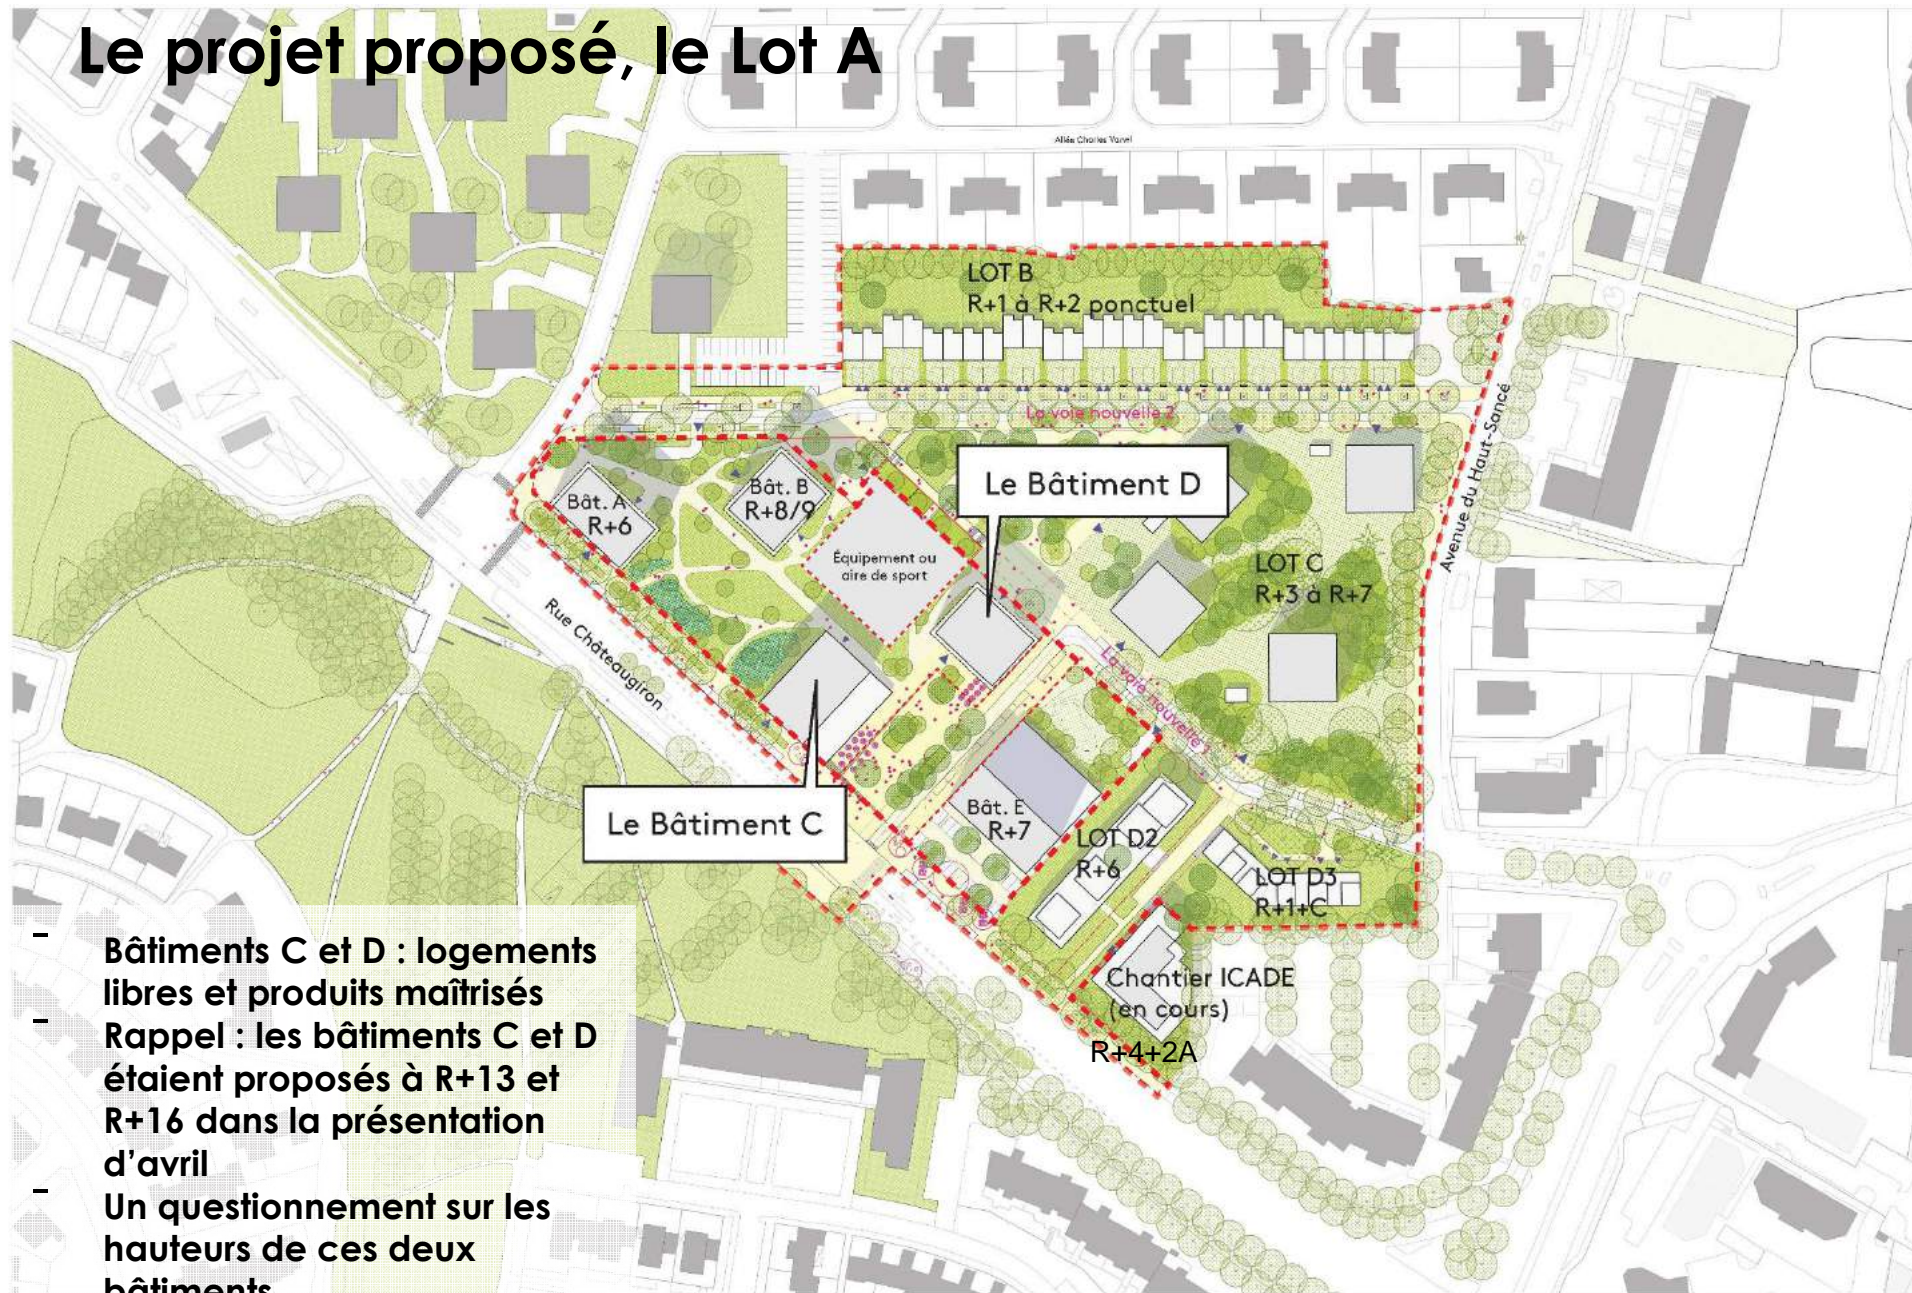 Le projet proposé, le Lot A
Allée Charles Vanel
LOT B
R+1 à R+2 ponctuel
La voie nouvelle 2
Avenue du Haut-Sancé
Le Bâtiment D
Bât. A
R+6
Bât. B
R+8/9
Équipement ou
aire de sport
LOT C
R+3 à R+7
Rue Châteaugiron
La voie nouvelle 1
Le Bâtiment C
Bât. E
R+7
LOT D2
R+6
LOT D3
R+1+C
Chantier ICADE
(en cours)
R+4+2A
- Bâtiments C et D : logements
libres et produits maîtrisés
- Rappel : les bâtiments C et D
étaient proposés à R+13 et
R+16 dans la présentation
d’avril
- Un questionnement sur les
hauteurs de ces deux
bâtiments